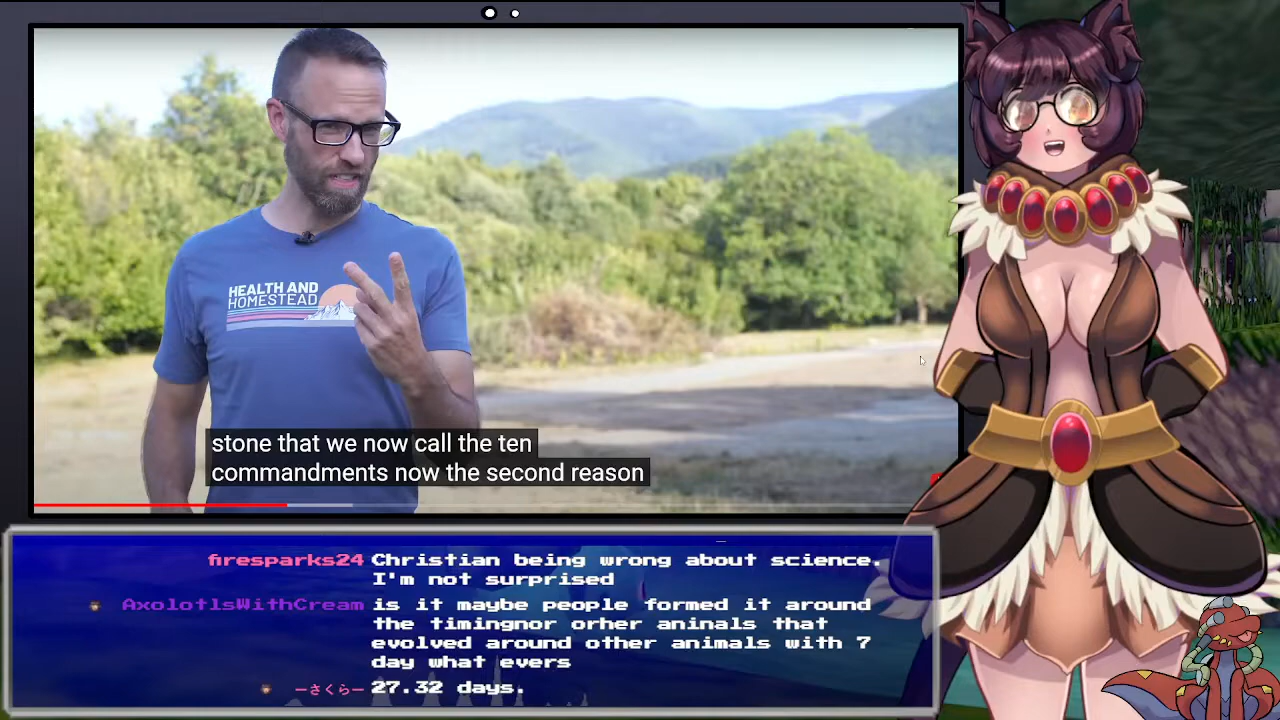 HEALTH AND
HOMESTEAD
stone that we now call the ten
commandments now the second reason
firesparks24 Christian being wrong about science.
I'm not surprised
AxolotlsWithCream is it maybe people formed it around
the timingnor orher aninals that
evolved around other animals with 7
day what evers
ーさくらー 27.32 days.